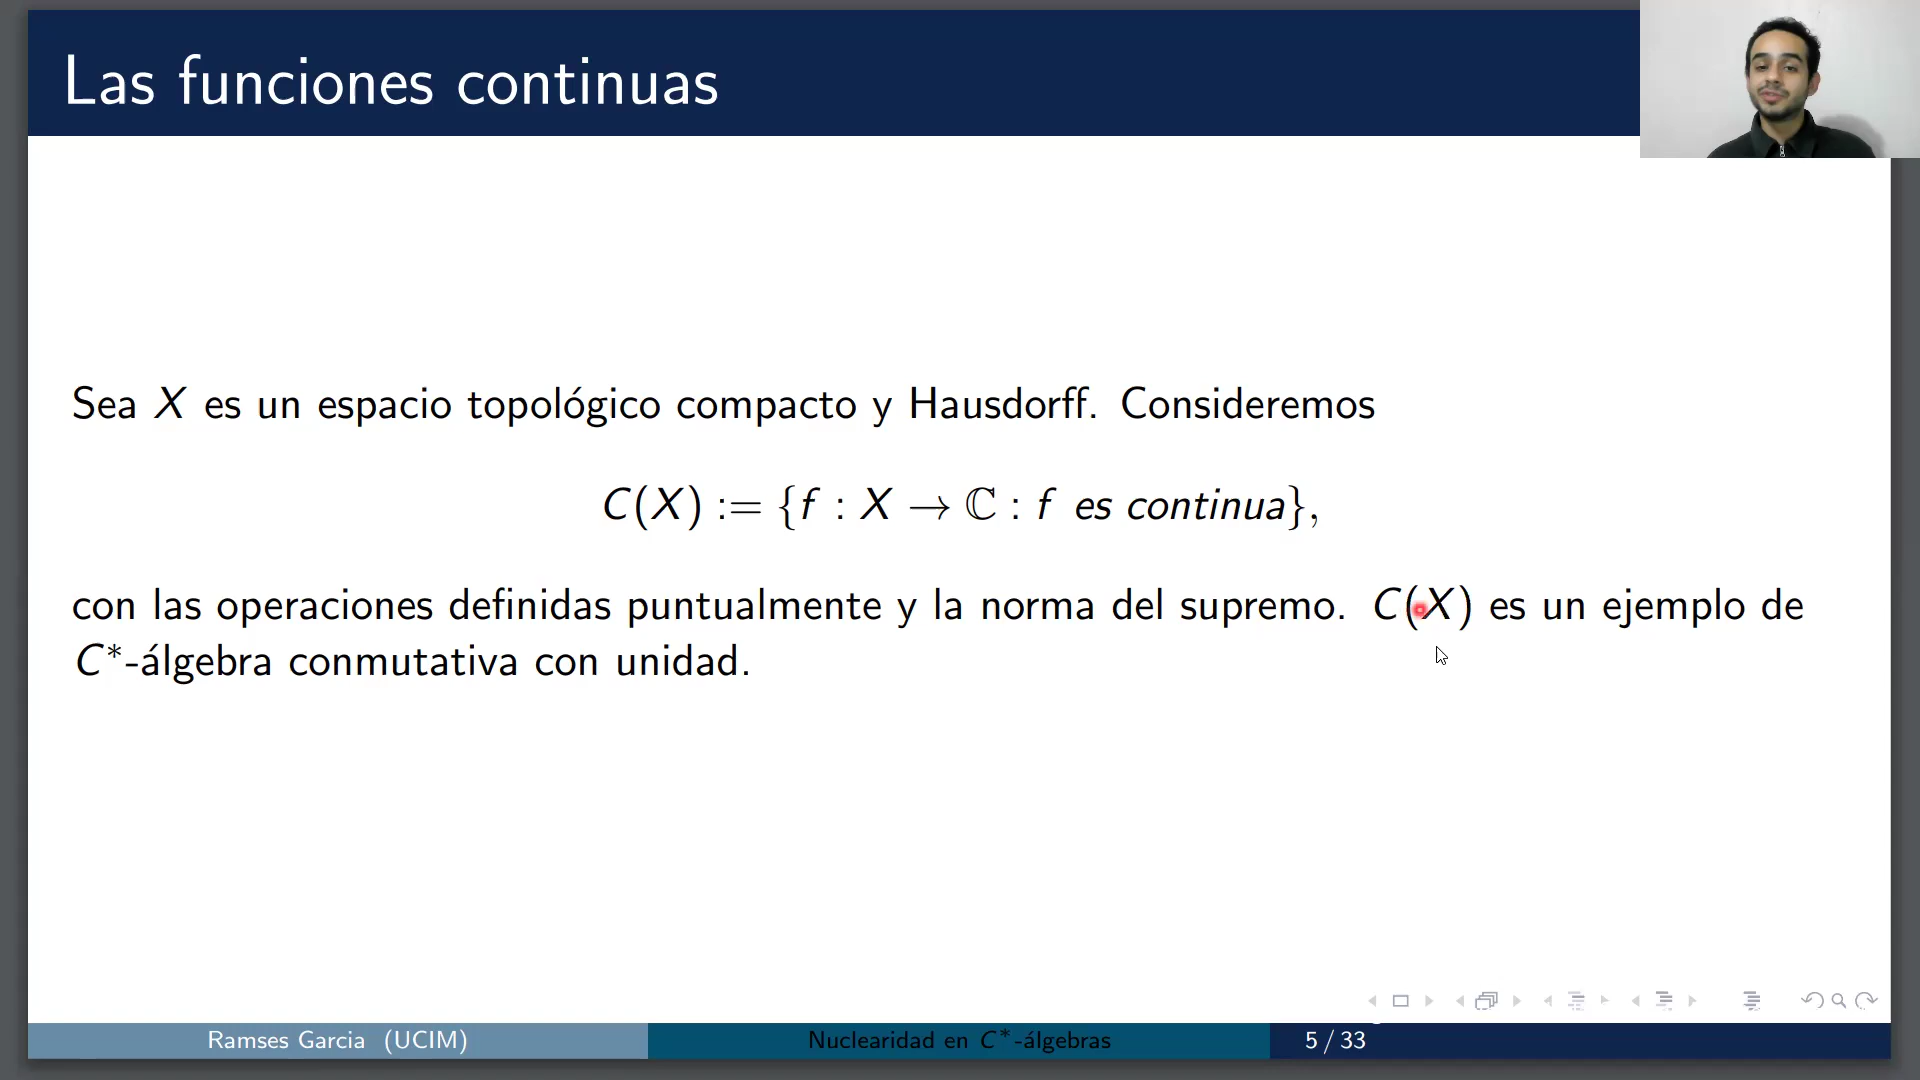 Las funciones continuas
Sea X es un espacio topológico compacto y Hausdorff. Consideremos
C(X) := {f : X → ℂ : f es continua},
con las operaciones definidas puntualmente y la norma del supremo. C(X) es un ejemplo de
C*-álgebra conmutativa con unidad.
Ramses Garcia (UCIM)
Nuclearidad en C*-álgebras
5 / 33